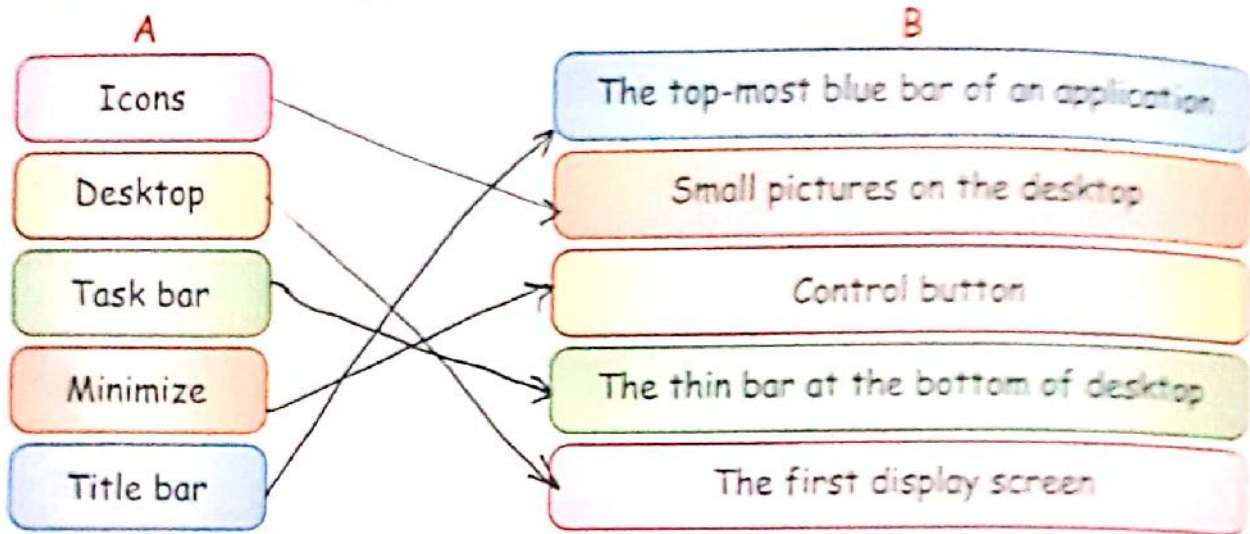 A
B
Icons
The top-most blue bar of an application
Desktop
Small pictures on the desktop
Task bar
Control button
Minimize
The thin bar at the bottom of desktop
Title bar
The first display screen